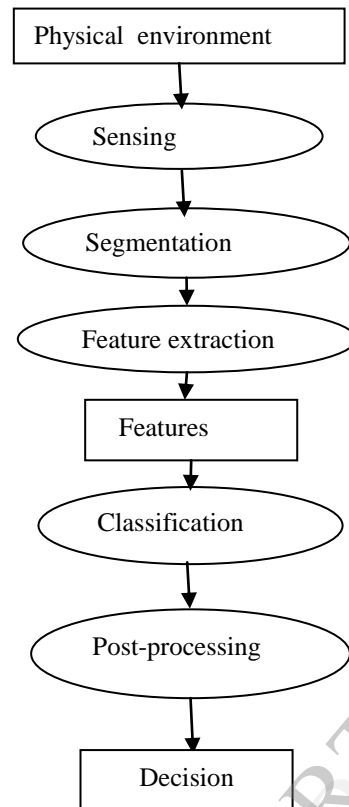 Physical environment
Sensing
Segmentation
Feature extraction
Features
Classification
Post-processing
Decision